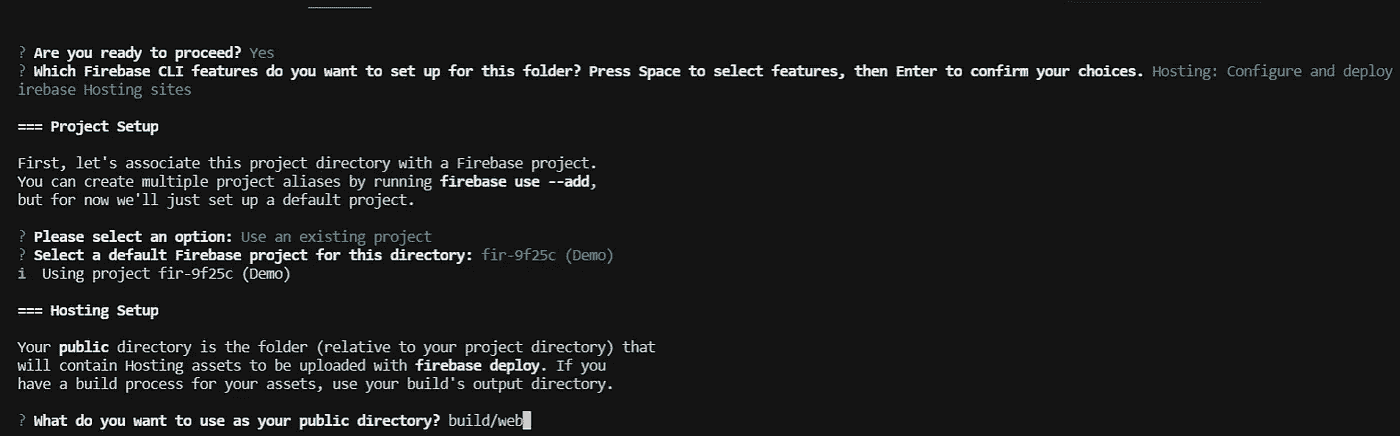 ? Are you ready to proceed? Yes
? Which Firebase CLI features do you want to set up for this folder? Press Space to select features, then Enter to confirm your choices. Hosting: Configure and deploy
irebase Hosting sites
=== Project Setup
First, let's associate this project directory with a Firebase project.
You can create multiple project aliases by running firebase use --add,
but for now we'll just set up a default project.
? Please select an option: Use an existing project
? Select a default Firebase project for this directory: fir-9f25c (Demo)
i  Using project fir-9f25c (Demo)
=== Hosting Setup
Your public directory is the folder (relative to your project directory) that
will contain Hosting assets to be uploaded with firebase deploy. If you
have a build process for your assets, use your build's output directory.
? What do you want to use as your public directory? build/web